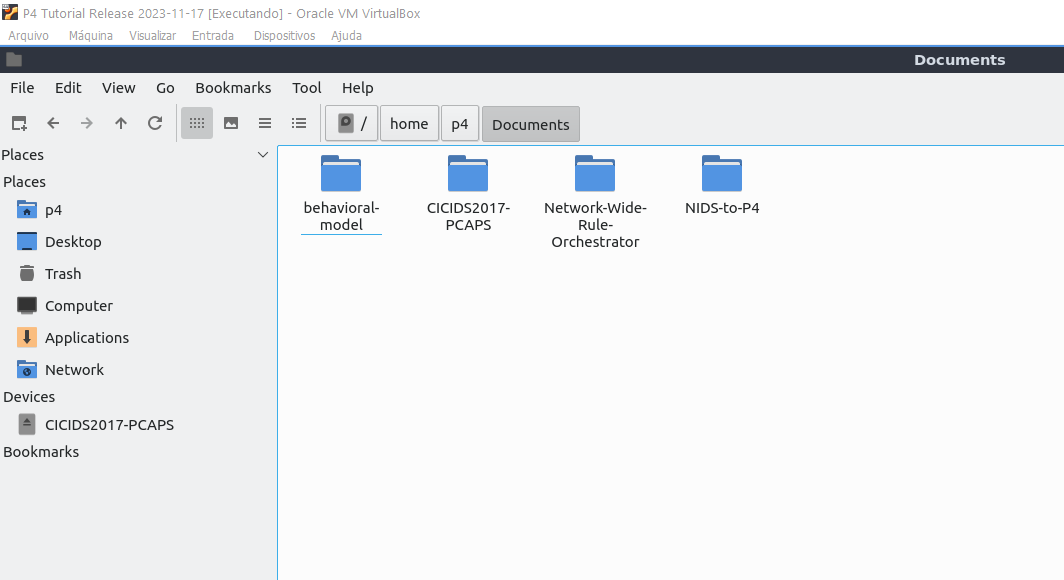 P4 Tutorial Release 2023-11-17 [Executando] - Oracle VM VirtualBox
Arquivo Máquina Visualizar Entrada Dispositivos Ajuda
Documents
File Edit View Go Bookmarks Tool Help
/ home p4 Documents
Places
Places
p4
Desktop
Trash
Computer
Applications
Network
Devices
CICIDS2017-PCAPS
Bookmarks
behavioral-
model
CICIDS2017-
PCAPS
Network-Wide-
Rule-
Orchestrator
NIDS-to-P4